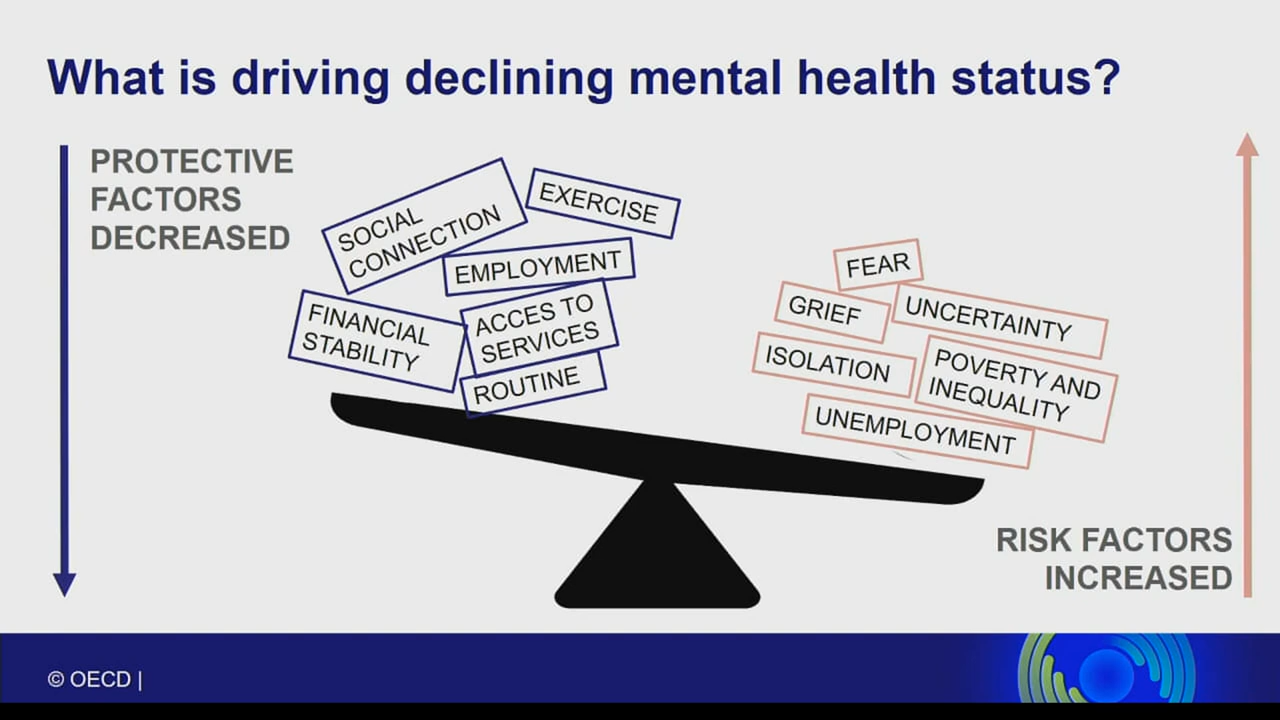 What is driving declining mental health status?
PROTECTIVE
FACTORS
DECREASED
SOCIAL
CONNECTION
EXERCISE
EMPLOYMENT
FINANCIAL
STABILITY
ACCES TO
SERVICES
ROUTINE
FEAR
GRIEF
UNCERTAINTY
ISOLATION
POVERTY AND
INEQUALITY
UNEMPLOYMENT
RISK FACTORS
INCREASED
© OECD |